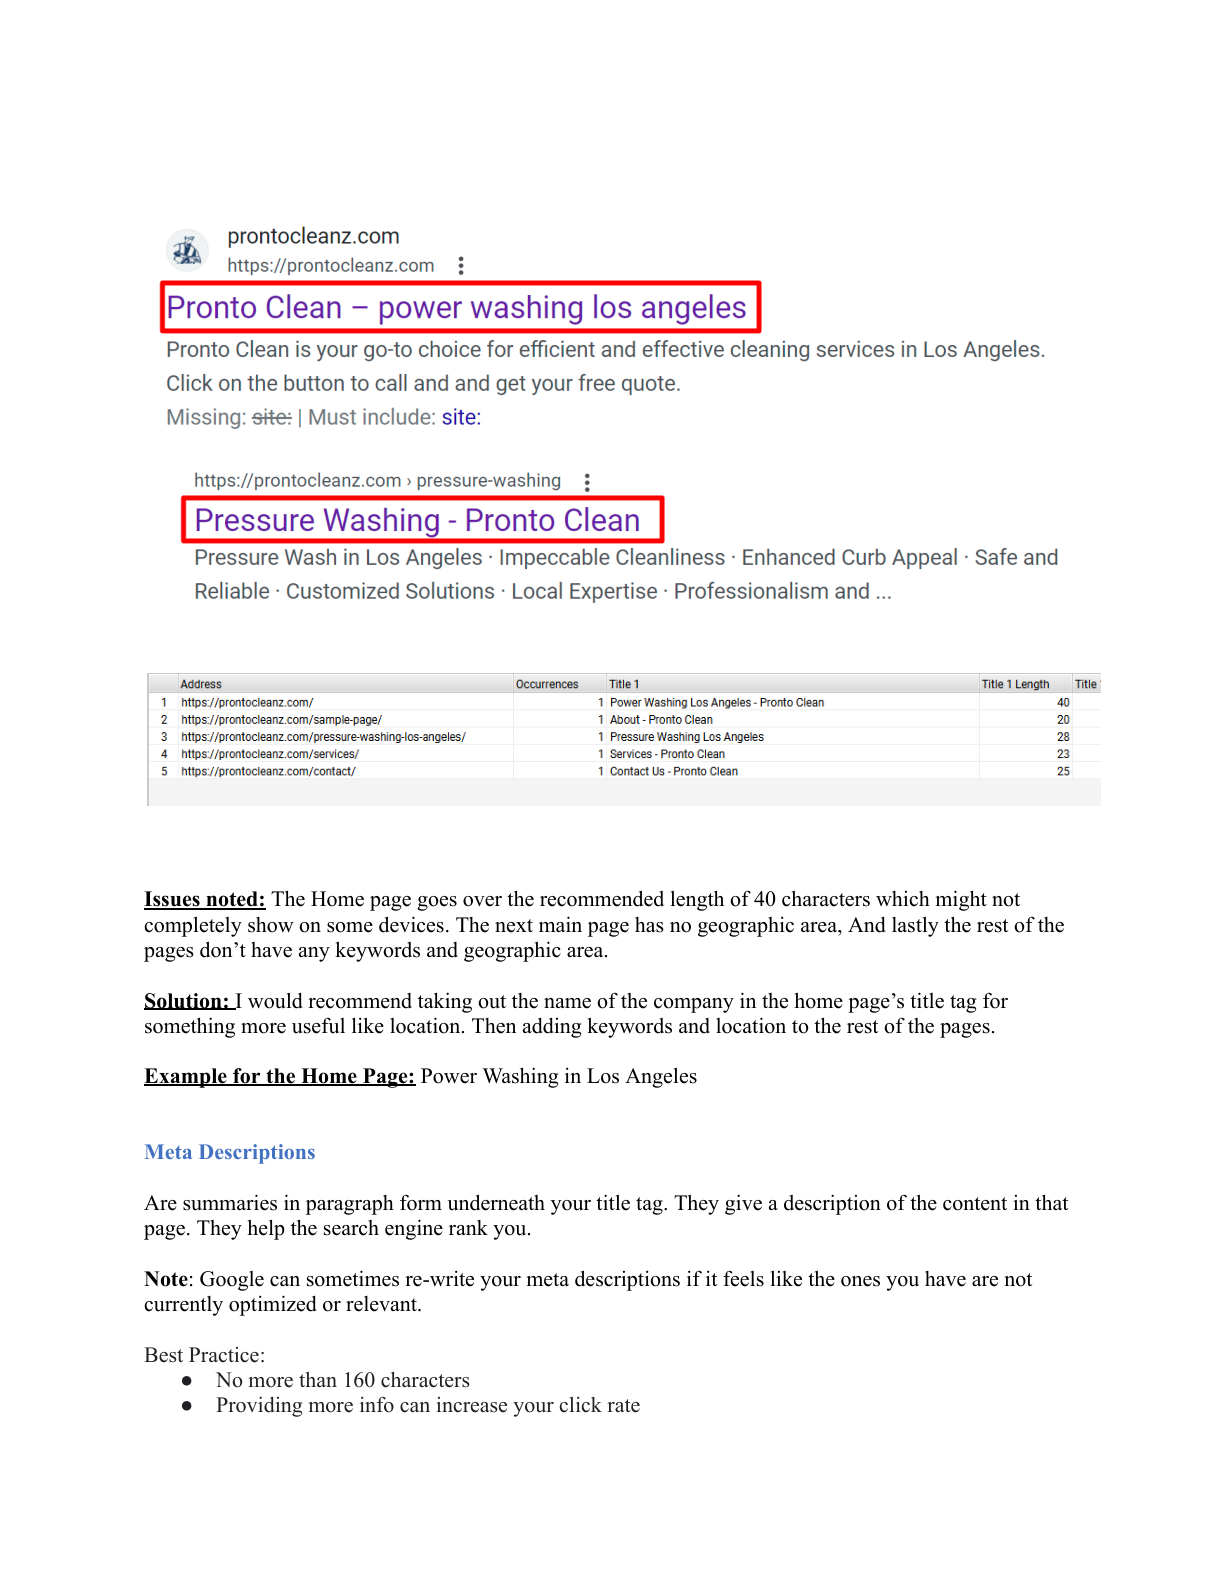 prontocleanz.com
https://prontocleanz.com
Pronto Clean – power washing los angeles
Pronto Clean is your go-to choice for efficient and effective cleaning services in Los Angeles.
Click on the button to call and and get your free quote.
Missing: site: | Must include: site:
https://prontocleanz.com › pressure-washing
Pressure Washing - Pronto Clean
Pressure Wash in Los Angeles · Impeccable Cleanliness · Enhanced Curb Appeal · Safe and
Reliable · Customized Solutions · Local Expertise · Professionalism and ...
Address Occurrences Title 1 Title 1 Length Title
1 https://prontocleanz.com/ 1 Power Washing Los Angeles - Pronto Clean 40
2 https://prontocleanz.com/sample-page/ 1 About - Pronto Clean 20
3 https://prontocleanz.com/pressure-washing-los-angeles/ 1 Pressure Washing Los Angeles 28
4 https://prontocleanz.com/services/ 1 Services - Pronto Clean 23
5 https://prontocleanz.com/contact/ 1 Contact Us - Pronto Clean 25
Issues noted: The Home page goes over the recommended length of 40 characters which might not
completely show on some devices. The next main page has no geographic area, And lastly the rest of the
pages don’t have any keywords and geographic area.
Solution: I would recommend taking out the name of the company in the home page’s title tag for
something more useful like location. Then adding keywords and location to the rest of the pages.
Example for the Home Page: Power Washing in Los Angeles
Meta Descriptions
Are summaries in paragraph form underneath your title tag. They give a description of the content in that
page. They help the search engine rank you.
Note: Google can sometimes re-write your meta descriptions if it feels like the ones you have are not
currently optimized or relevant.
Best Practice:
● No more than 160 characters
● Providing more info can increase your click rate